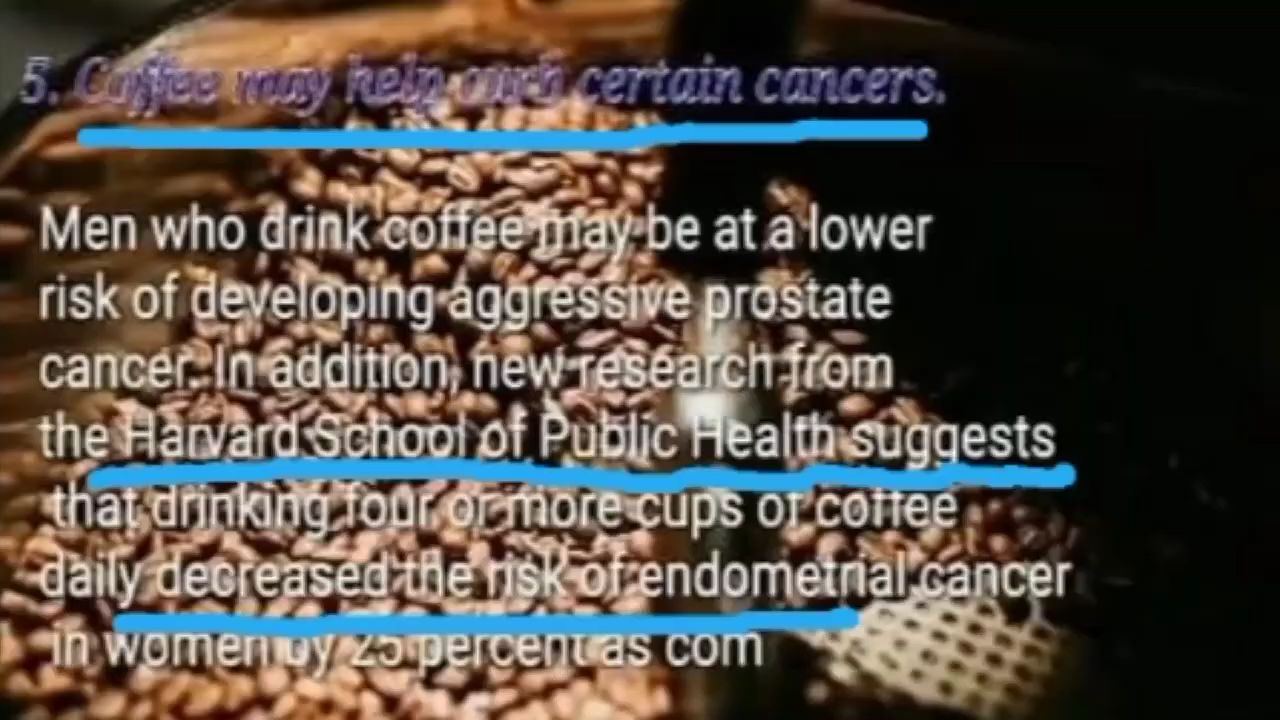 5. Coffee may help curb certain cancers.
Men who drink coffee may be at a lower
risk of developing aggressive prostate
cancer. In addition, new research from
the Harvard School of Public Health suggests
that drinking four or more cups of coffee
daily decreased the risk of endometrial cancer
in women by 25 percent as com